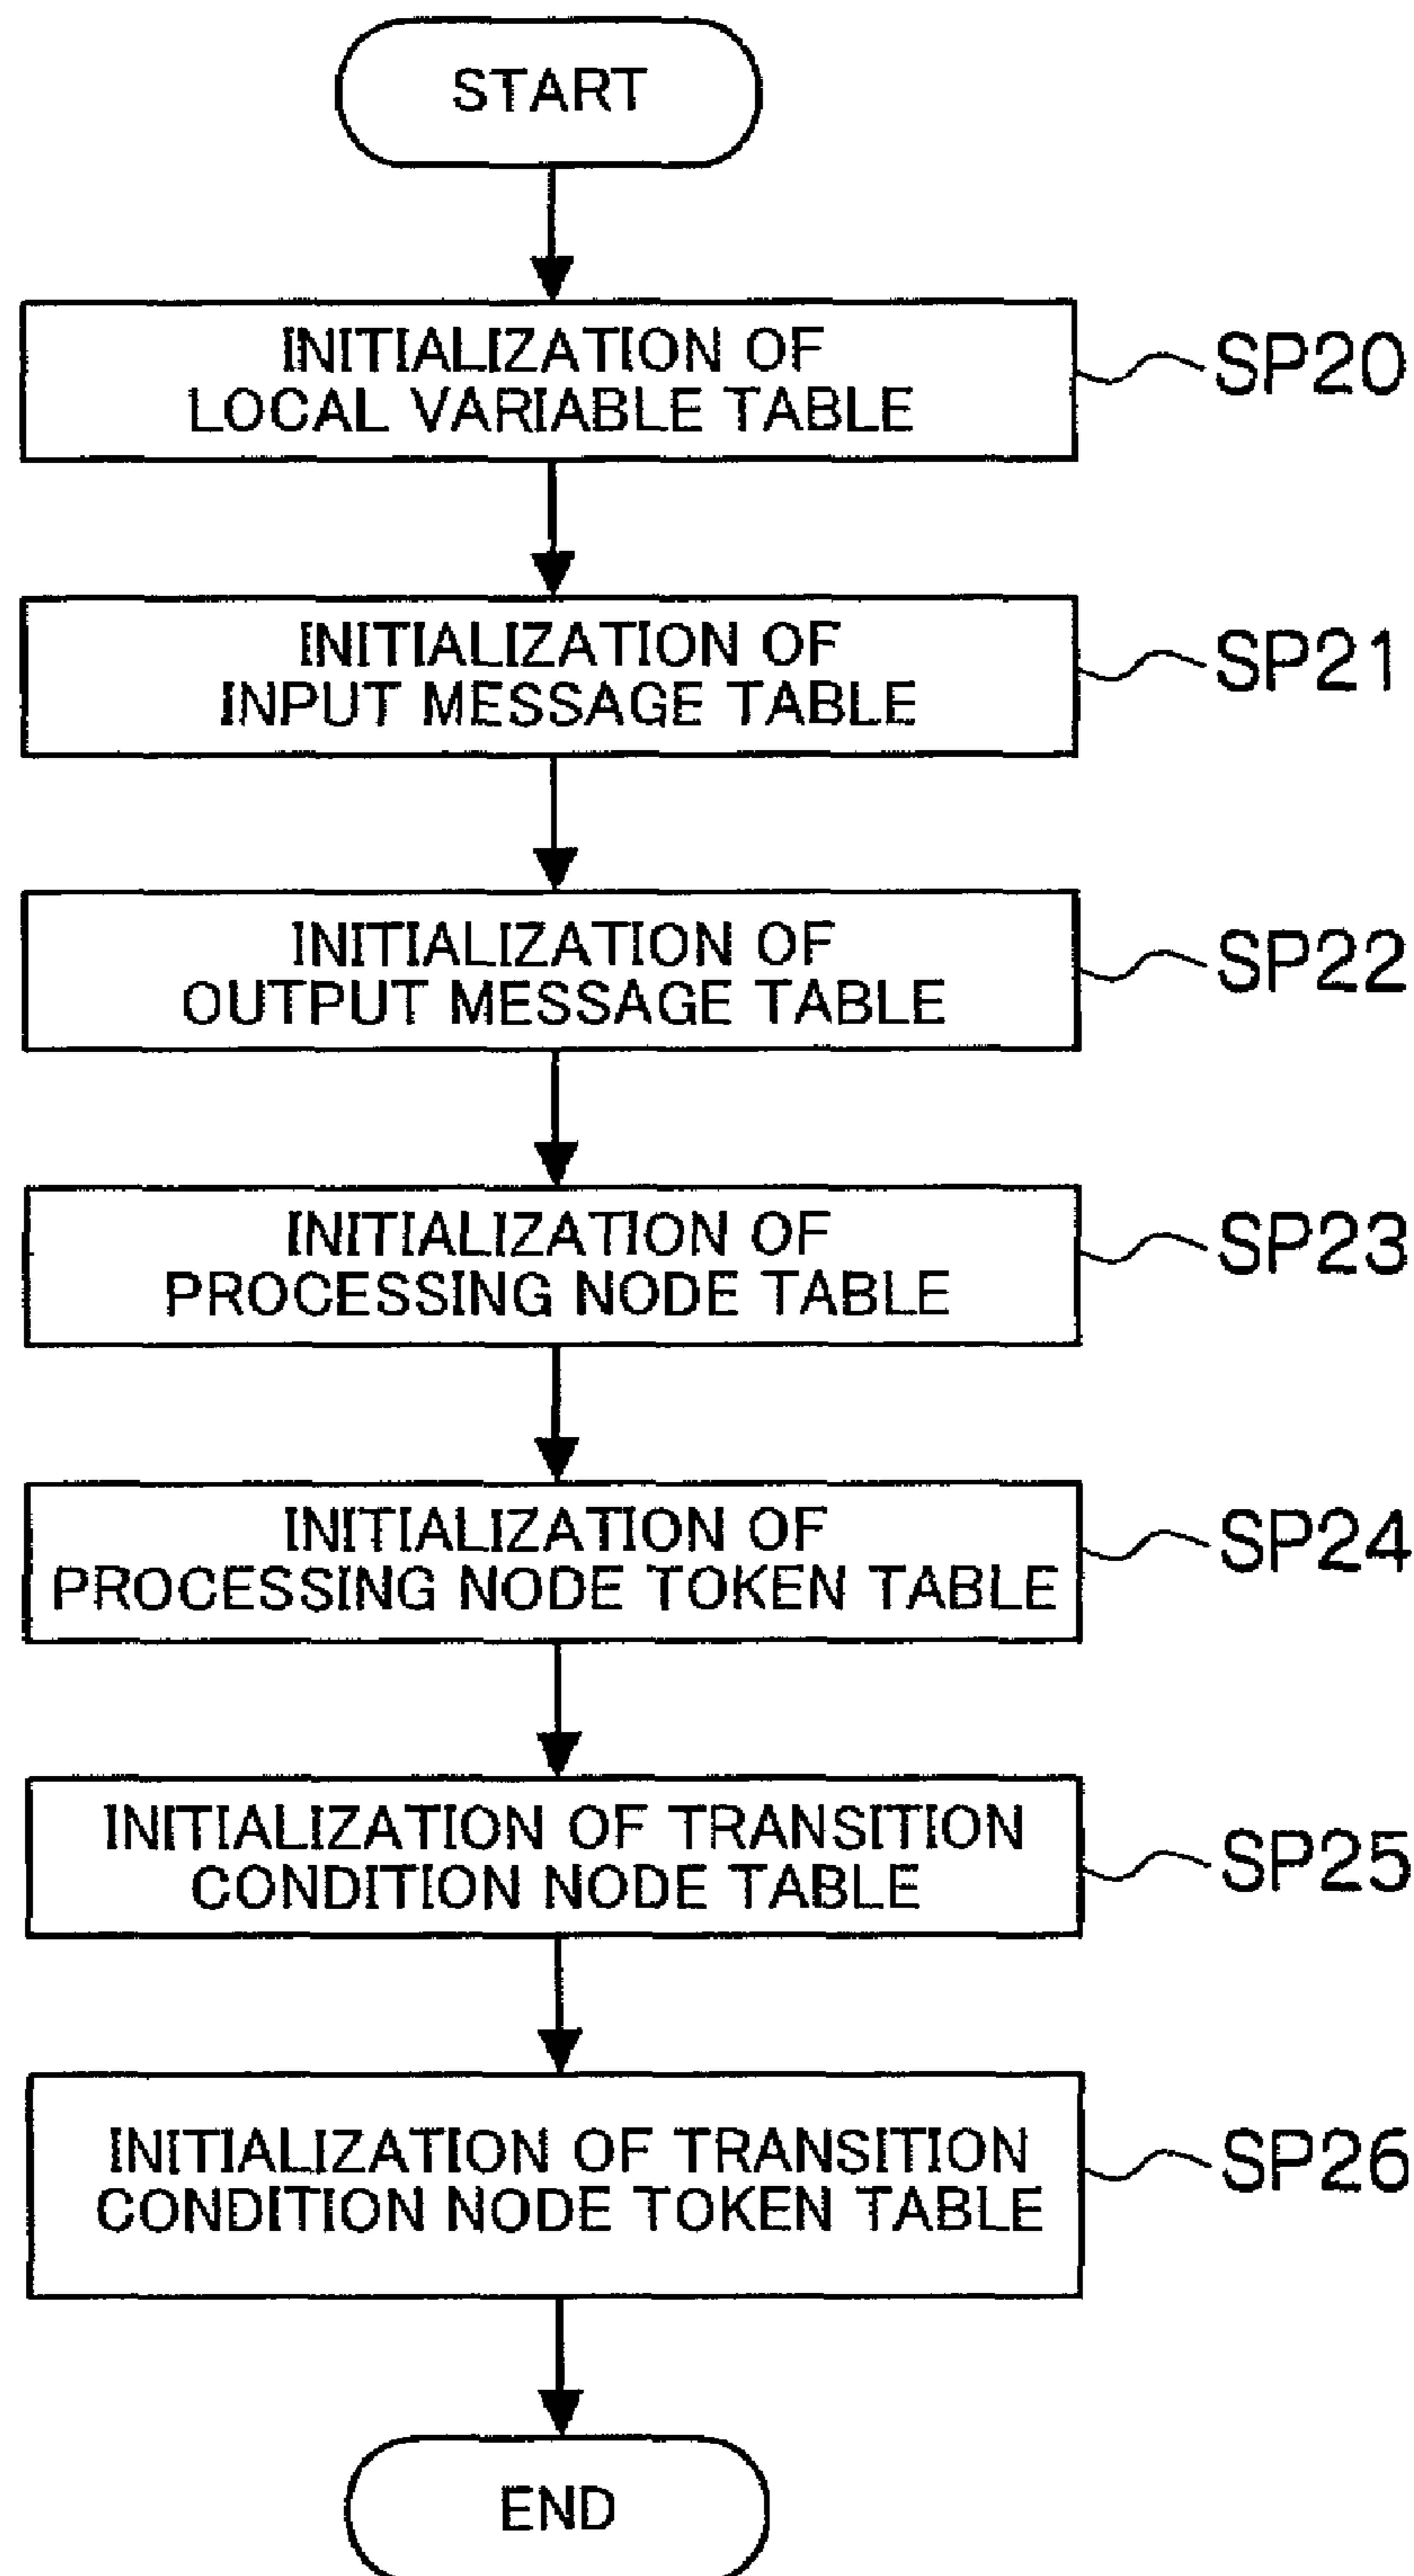 START
INITIALIZATION OF
LOCAL VARIABLE TABLE
SP20
INITIALIZATION OF
INPUT MESSAGE TABLE
SP21
INITIALIZATION OF
OUTPUT MESSAGE TABLE
SP22
INITIALIZATION OF
PROCESSING NODE TABLE
SP23
INITIALIZATION OF
PROCESSING NODE TOKEN TABLE
SP24
INITIALIZATION OF TRANSITION
CONDITION NODE TABLE
SP25
INITIALIZATION OF TRANSITION
CONDITION NODE TOKEN TABLE
SP26
END